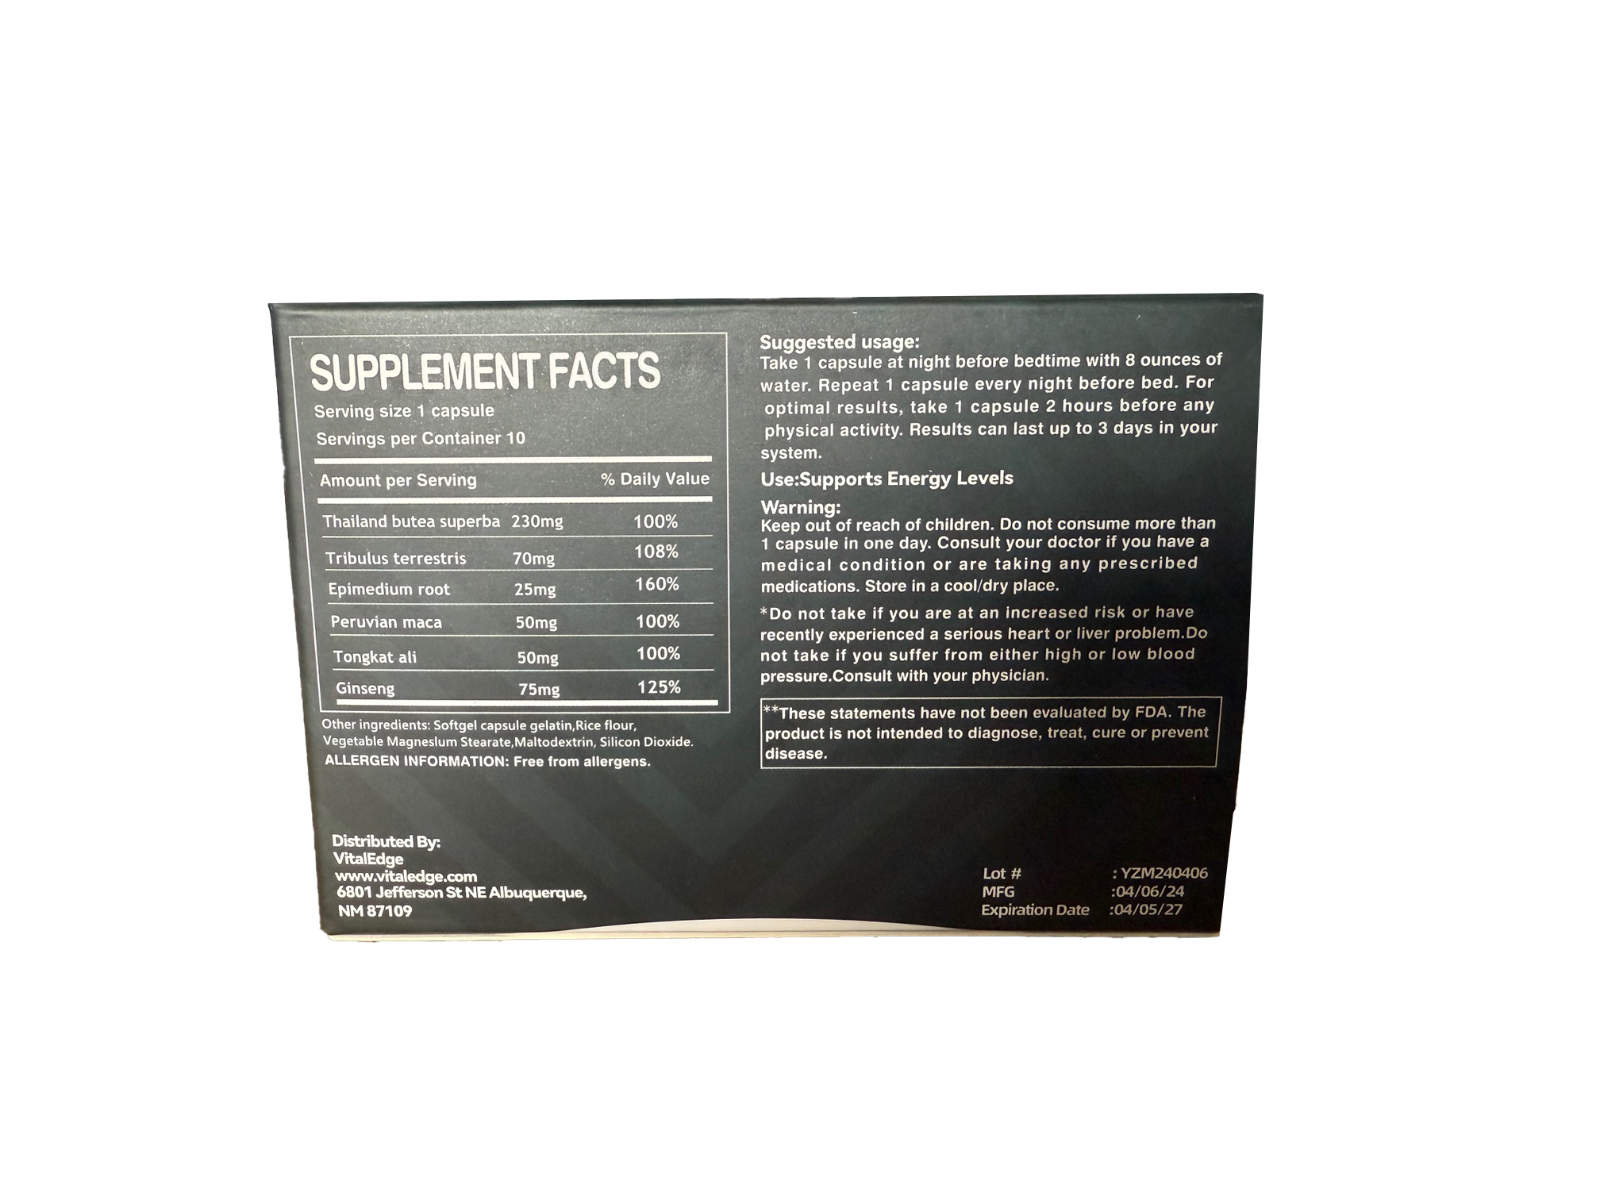 SUPPLEMENT FACTS
Serving size 1 capsule
Servings per Container 10
Amount per Serving % Daily Value
Thailand butea superba 230mg 100%
Tribulus terrestris 70mg 108%
Epimedium root 25mg 160%
Peruvian maca 50mg 100%
Tongkat ali 50mg 100%
Ginseng 75mg 125%
Other ingredients: Softgel capsule gelatin,Rice flour,
Vegetable Magneslum Stearate,Maltodextrin, Silicon Dioxide.
ALLERGEN INFORMATION: Free from allergens.
Distributed By:
VitalEdge
www.vitaledge.com
6801 Jefferson St NE Albuquerque,
NM 87109
Suggested usage:
Take 1 capsule at night before bedtime with 8 ounces of
water. Repeat 1 capsule every night before bed. For
optimal results, take 1 capsule 2 hours before any
physical activity. Results can last up to 3 days in your
system.
Use:Supports Energy Levels
Warning:
Keep out of reach of children. Do not consume more than
1 capsule in one day. Consult your doctor if you have a
medical condition or are taking any prescribed
medications. Store in a cool/dry place.
*Do not take if you are at an increased risk or have
recently experienced a serious heart or liver problem.Do
not take if you suffer from either high or low blood
pressure.Consult with your physician.
**These statements have not been evaluated by FDA. The
product is not intended to diagnose, treat, cure or prevent
disease.
Lot # : YZM240406
MFG :04/06/24
Expiration Date :04/05/27